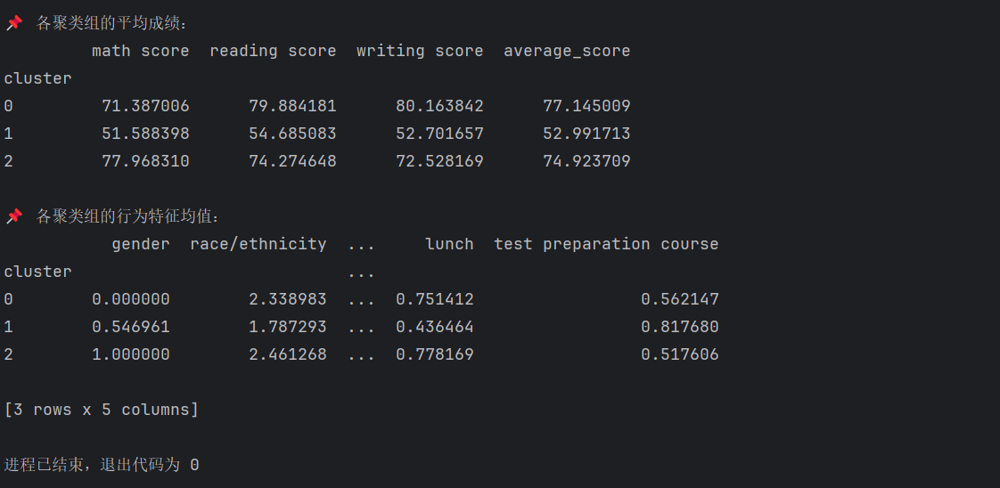 📌 各聚类组的平均成绩：
math score reading score writing score average_score
cluster
0 71.387006 79.884181 80.163842 77.145009
1 51.588398 54.685083 52.701657 52.991713
2 77.968310 74.274648 72.528169 74.923709
📌 各聚类组的行为特征均值：
gender race/ethnicity ... lunch test preparation course
cluster ...
0 0.000000 2.338983 ... 0.751412 0.562147
1 0.546961 1.787293 ... 0.436464 0.817680
2 1.000000 2.461268 ... 0.778169 0.517606
[3 rows x 5 columns]
进程已结束，退出代码为 0